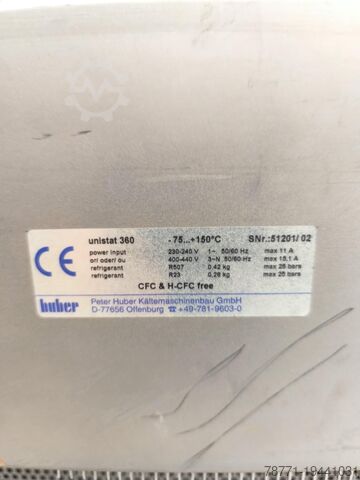 unistat 360 - 75...+150°C SNr.:51201/ 02
power input 230-240 V 1~ 50/60 Hz max 11 A
or/ oder/ ou 400-440 V 3~N 50/60 Hz max 15,1 A
refrigerant R507 0,42 kg max 25 bars
refrigerant R23 0,28 kg max 25 bars
CFC & H-CFC free
CE
huber
Peter Huber Kältemaschinenbau GmbH
D-77656 Offenburg ☎ +49-781-9603-0
78771-19441031